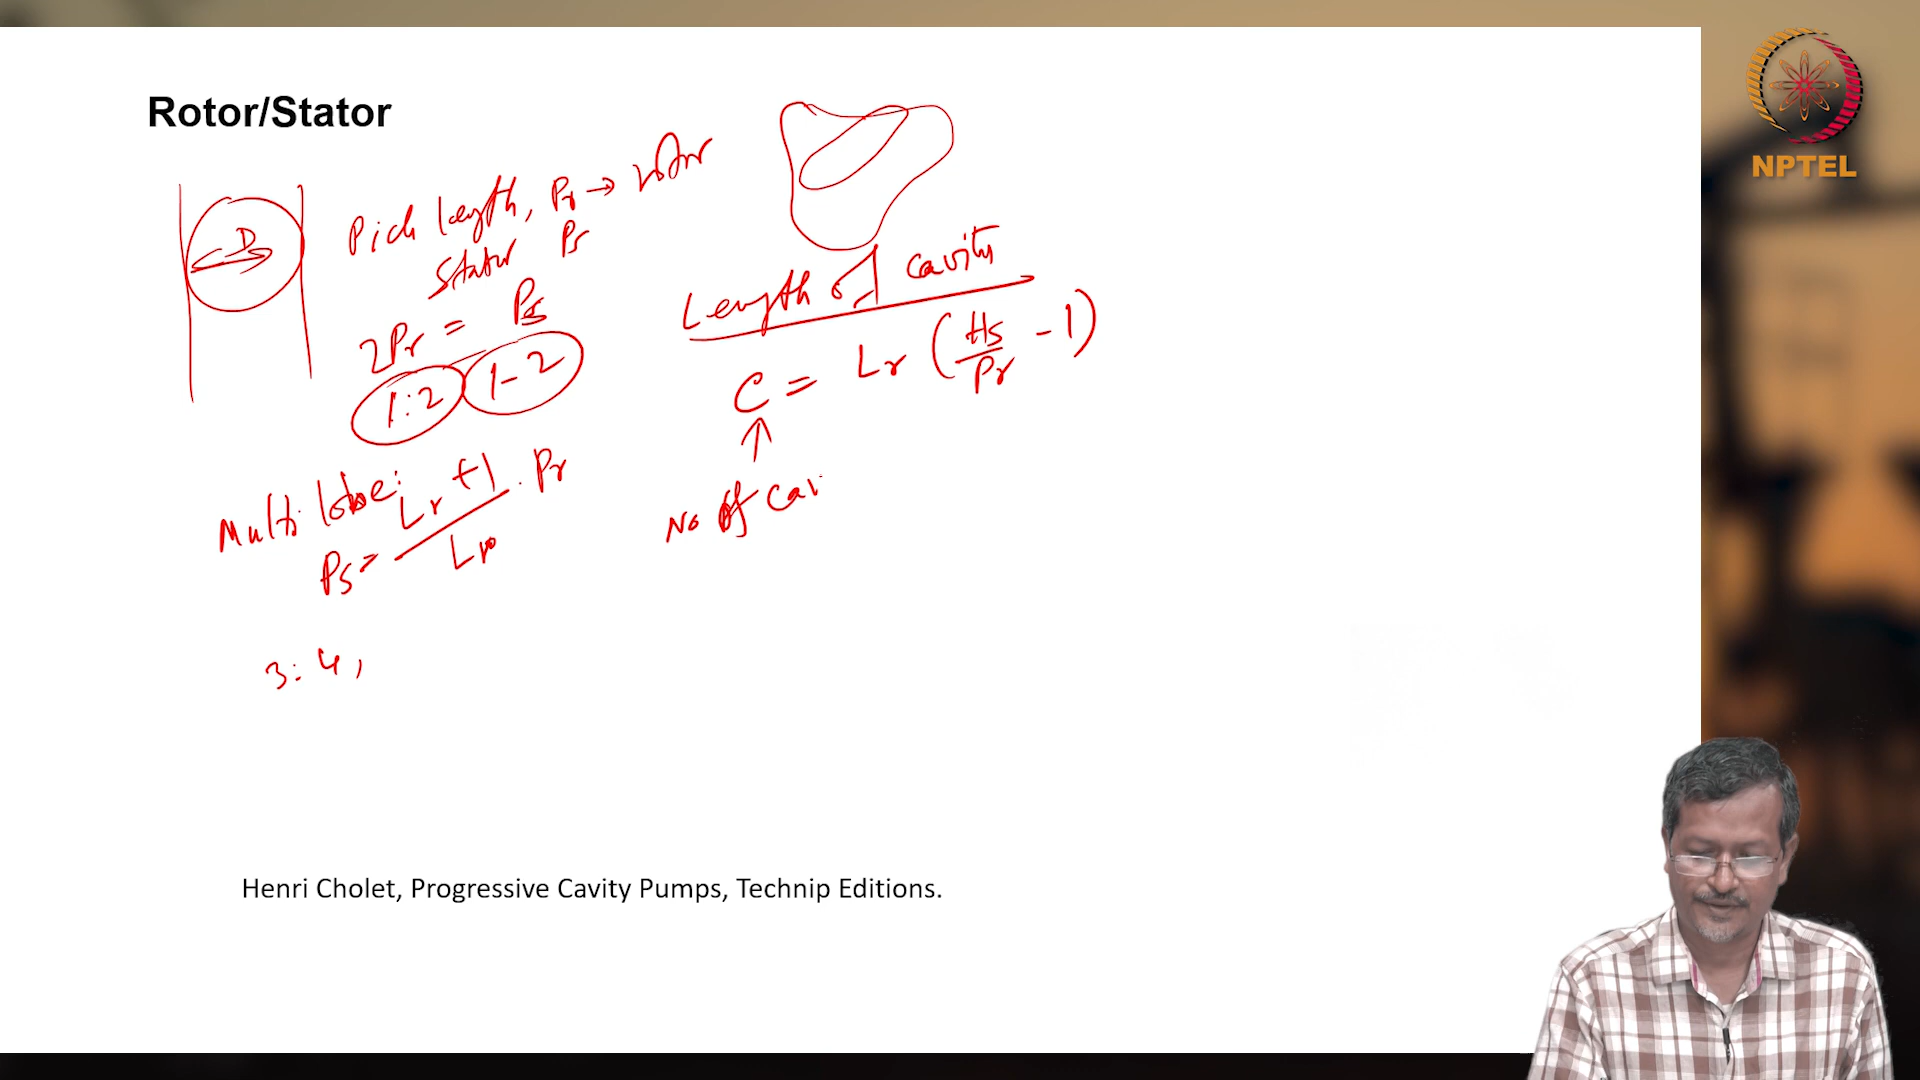 Rotor/Stator
NPTEL
D
Pich length, Pr → rotor
Stator Ps
2Pr = Ps
1:2 1-2
Multi lobe:
Ps = Lr +1 . Pr
Lr
3:4,
Length of cavity
C = Lr (Hs/Pr - 1)
↑
No of Cav
Henri Cholet, Progressive Cavity Pumps, Technip Editions.